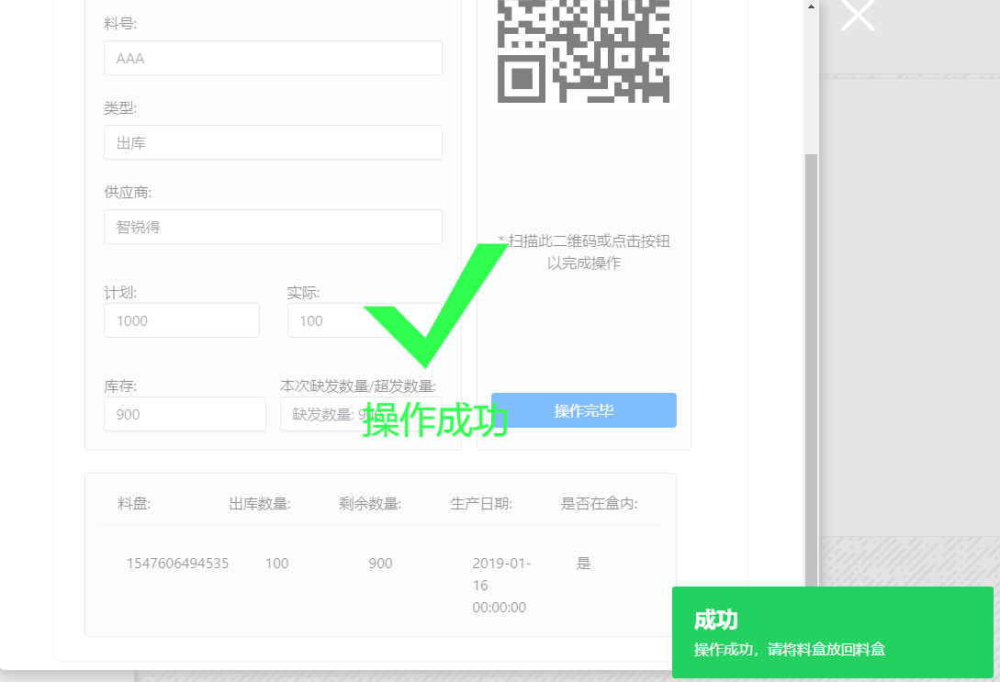 料号:
AAA
类型:
出库
供应商:
智锐得
计划:
实际:
1000
100
库存:
本次缺发数量/超发数量:
900
缺发数量: 900
* 扫描此二维码或点击按钮
以完成操作
操作完毕
操作成功
料盘:
出库数量:
剩余数量:
生产日期:
是否在盒内:
1547606494535
100
900
2019-01-
16
00:00:00
是
成功
操作成功，请将料盒放回料盒